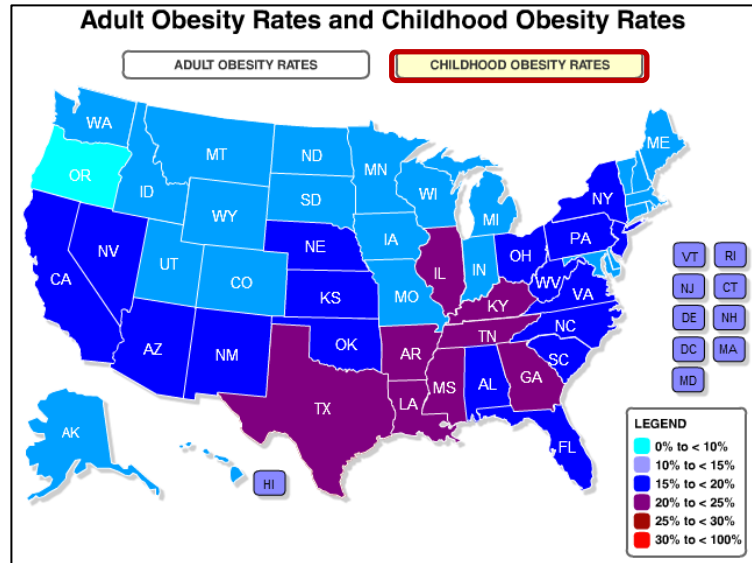 Adult Obesity Rates and Childhood Obesity Rates
ADULT OBESITY RATES
CHILDHOOD OBESITY RATES
WA
MT
ND
MN
ME
OR
ID
SD
WI
MI
NY
WY
IA
PA
NV
NE
IL
IN
OH
UT
CO
CA
KS
MO
WV
VA
KY
AZ
NM
OK
AR
TN
NC
SC
TX
LA
MS
AL
GA
AK
FL
HI
VT RI
NJ CT
DE NH
DC MA
MD
LEGEND
0% to < 10%
10% to < 15%
15% to < 20%
20% to < 25%
25% to < 30%
30% to < 100%